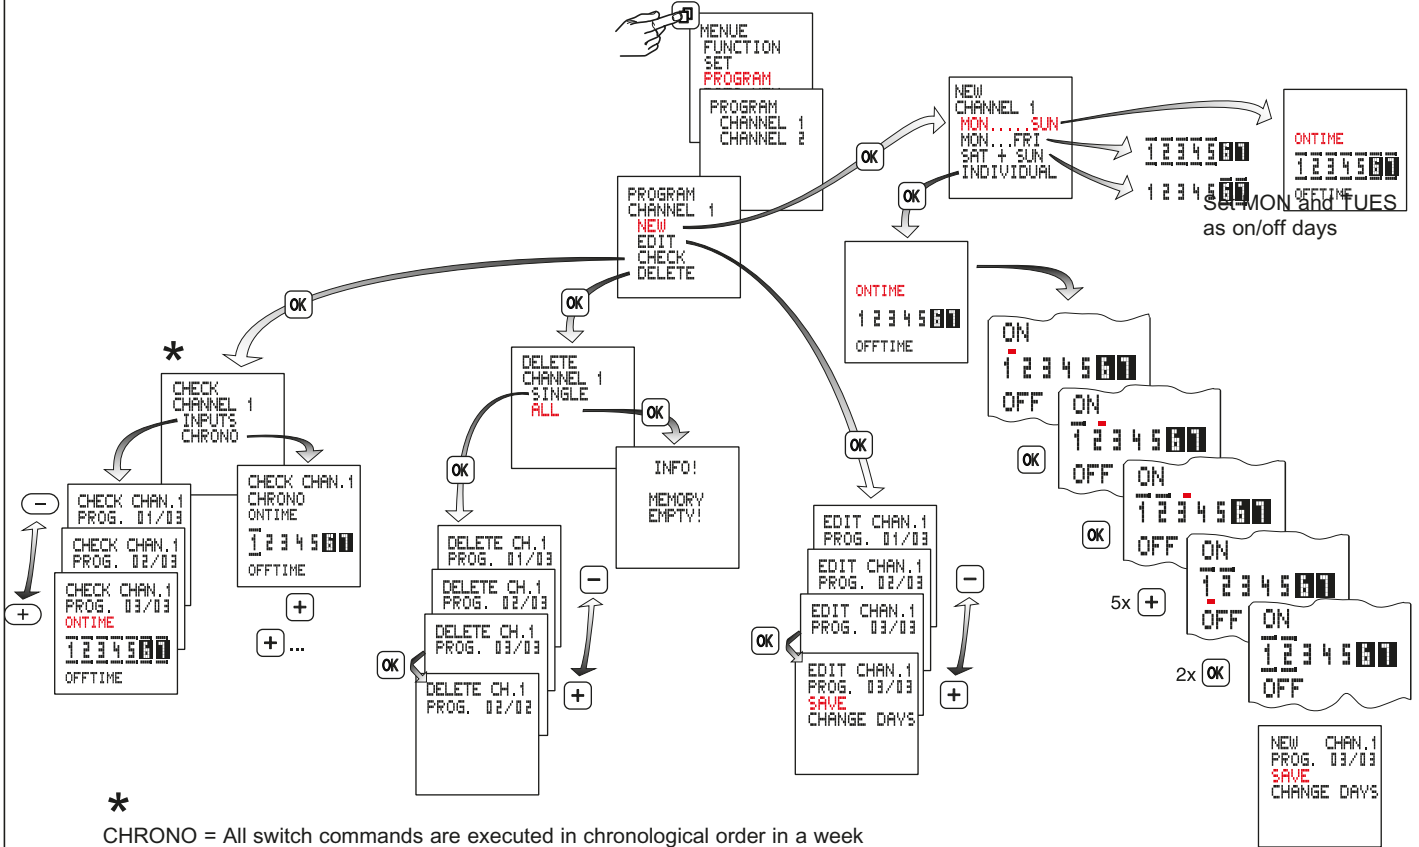 MENUE
FUNCTION
SET
PROGRAM
PROGRAM
CHANNEL 1
CHANNEL 2
PROGRAM
CHANNEL 1
NEW
EDIT
CHECK
DELETE
OK
NEW
CHANNEL 1
MON.....SUN
MON...FRI
SAT + SUN
INDIVIDUAL
1 2 3 4 5 6 7
1 2 3 4 5 6 7
ONTIME
1 2 3 4 5 6 7
OFFTIME
Set MON and TUES
as on/off days
OK
ONTIME
1 2 3 4 5 6 7
OFFTIME
ON
1 2 3 4 5 6 7
OFF
OK
ON
1 2 3 4 5 6 7
OFF
OK
ON
1 2 3 4 5 6 7
OFF
5x +
ON
1 2 3 4 5 6 7
OFF
2x OK
ON
1 2 3 4 5 6 7
OFF
NEW CHAN.1
PROG. 03/03
SAVE
CHANGE DAYS
OK
*
CHECK
CHANNEL 1
INPUTS
CHRONO
−
+
CHECK CHAN.1
PROG. 01/03
CHECK CHAN.1
PROG. 02/03
CHECK CHAN.1
PROG. 03/03
ONTIME
1 2 3 4 5 6 7
OFFTIME
CHECK CHAN.1
CHRONO
ONTIME
1 2 3 4 5 6 7
OFFTIME
+
+ ...
OK
DELETE
CHANNEL 1
SINGLE
ALL
OK
INFO!
MEMORY
EMPTY!
OK
DELETE CH.1
PROG. 01/03
DELETE CH.1
PROG. 02/03
DELETE CH.1
PROG. 03/03
OK
DELETE CH.1
PROG. 02/02
−
+
OK
EDIT CHAN.1
PROG. 01/03
EDIT CHAN.1
PROG. 02/03
EDIT CHAN.1
PROG. 03/03
OK
EDIT CHAN.1
PROG. 03/03
SAVE
CHANGE DAYS
−
+
*
CHRONO = All switch commands are executed in chronological order in a week